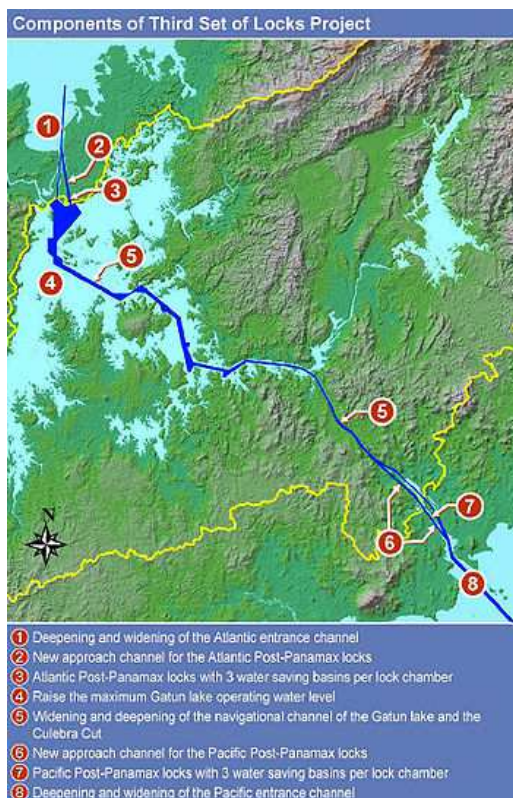 Components of Third Set of Locks Project
1
2
3
5
4
5
7
6
8
N
1 Deepening and widening of the Atlantic entrance channel
2 New approach channel for the Atlantic Post-Panamax locks
3 Atlantic Post-Panamax locks with 3 water saving basins per lock chamber
4 Raise the maximum Gatun lake operating water level
5 Widening and deepening of the navigational channel of the Gatun lake and the
Culebra Cut
6 New approach channel for the Pacific Post-Panamax locks
7 Pacific Post-Panamax locks with 3 water saving basins per lock chamber
8 Deepening and widening of the Pacific entrance channel